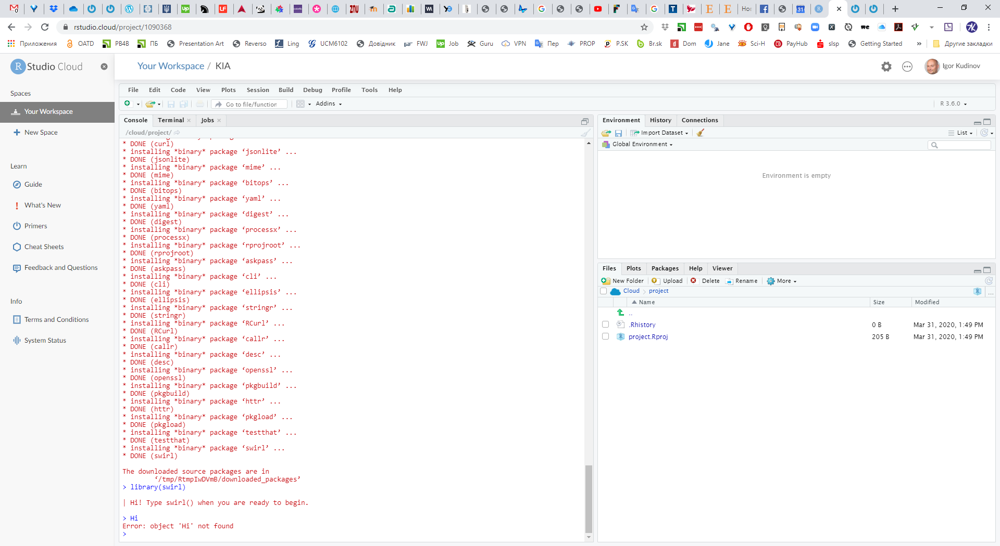 Нов
rstudio.cloud/project/1090368
Приложения OATD PB4B ПБ Presentation Art Reverso Ling UCM6102 Довідник FWJ Job Guru VPN Пер PROP P.SK Br.sk Dom Jane Sci-H PayHub slsp Getting Started » Другие закладки
R Studio Cloud
Your Workspace / KIA
Igor Kudinov
Spaces
Your Workspace
New Space
Learn
Guide
What's New
Primers
Cheat Sheets
Feedback and Questions
Info
Terms and Conditions
System Status
File Edit Code View Plots Session Build Debug Profile Tools Help
Go to file/function Addins R 3.6.0
Console Terminal Jobs
/cloud/project/
* DONE (curl)
* installing *binary* package ‘jsonlite’ ...
* DONE (jsonlite)
* installing *binary* package ‘mime’ ...
* DONE (mime)
* installing *binary* package ‘bitops’ ...
* DONE (bitops)
* installing *binary* package ‘yaml’ ...
* DONE (yaml)
* installing *binary* package ‘digest’ ...
* DONE (digest)
* installing *binary* package ‘processx’ ...
* DONE (processx)
* installing *binary* package ‘rprojroot’ ...
* DONE (rprojroot)
* installing *binary* package ‘askpass’ ...
* DONE (askpass)
* installing *binary* package ‘cli’ ...
* DONE (cli)
* installing *binary* package ‘ellipsis’ ...
* DONE (ellipsis)
* installing *binary* package ‘stringr’ ...
* DONE (stringr)
* installing *binary* package ‘RCurl’ ...
* DONE (RCurl)
* installing *binary* package ‘callr’ ...
* DONE (callr)
* installing *binary* package ‘desc’ ...
* DONE (desc)
* installing *binary* package ‘openssl’ ...
* DONE (openssl)
* installing *binary* package ‘pkgbuild’ ...
* DONE (pkgbuild)
* installing *binary* package ‘httr’ ...
* DONE (httr)
* installing *binary* package ‘pkgload’ ...
* DONE (pkgload)
* installing *binary* package ‘testthat’ ...
* DONE (testthat)
* installing *binary* package ‘swirl’ ...
* DONE (swirl)
The downloaded source packages are in
‘/tmp/RtmpIwDVmB/downloaded_packages’
> library(swirl)
| Hi! Type swirl() when you are ready to begin.
> Hi
Error: object 'Hi' not found
>
Environment History Connections
Import Dataset List
Global Environment
Environment is empty
Files Plots Packages Help Viewer
New Folder Upload Delete Rename More
Cloud project ...
Name Size Modified
..
.Rhistory 0 B Mar 31, 2020, 1:49 PM
project.Rproj 205 B Mar 31, 2020, 1:49 PM